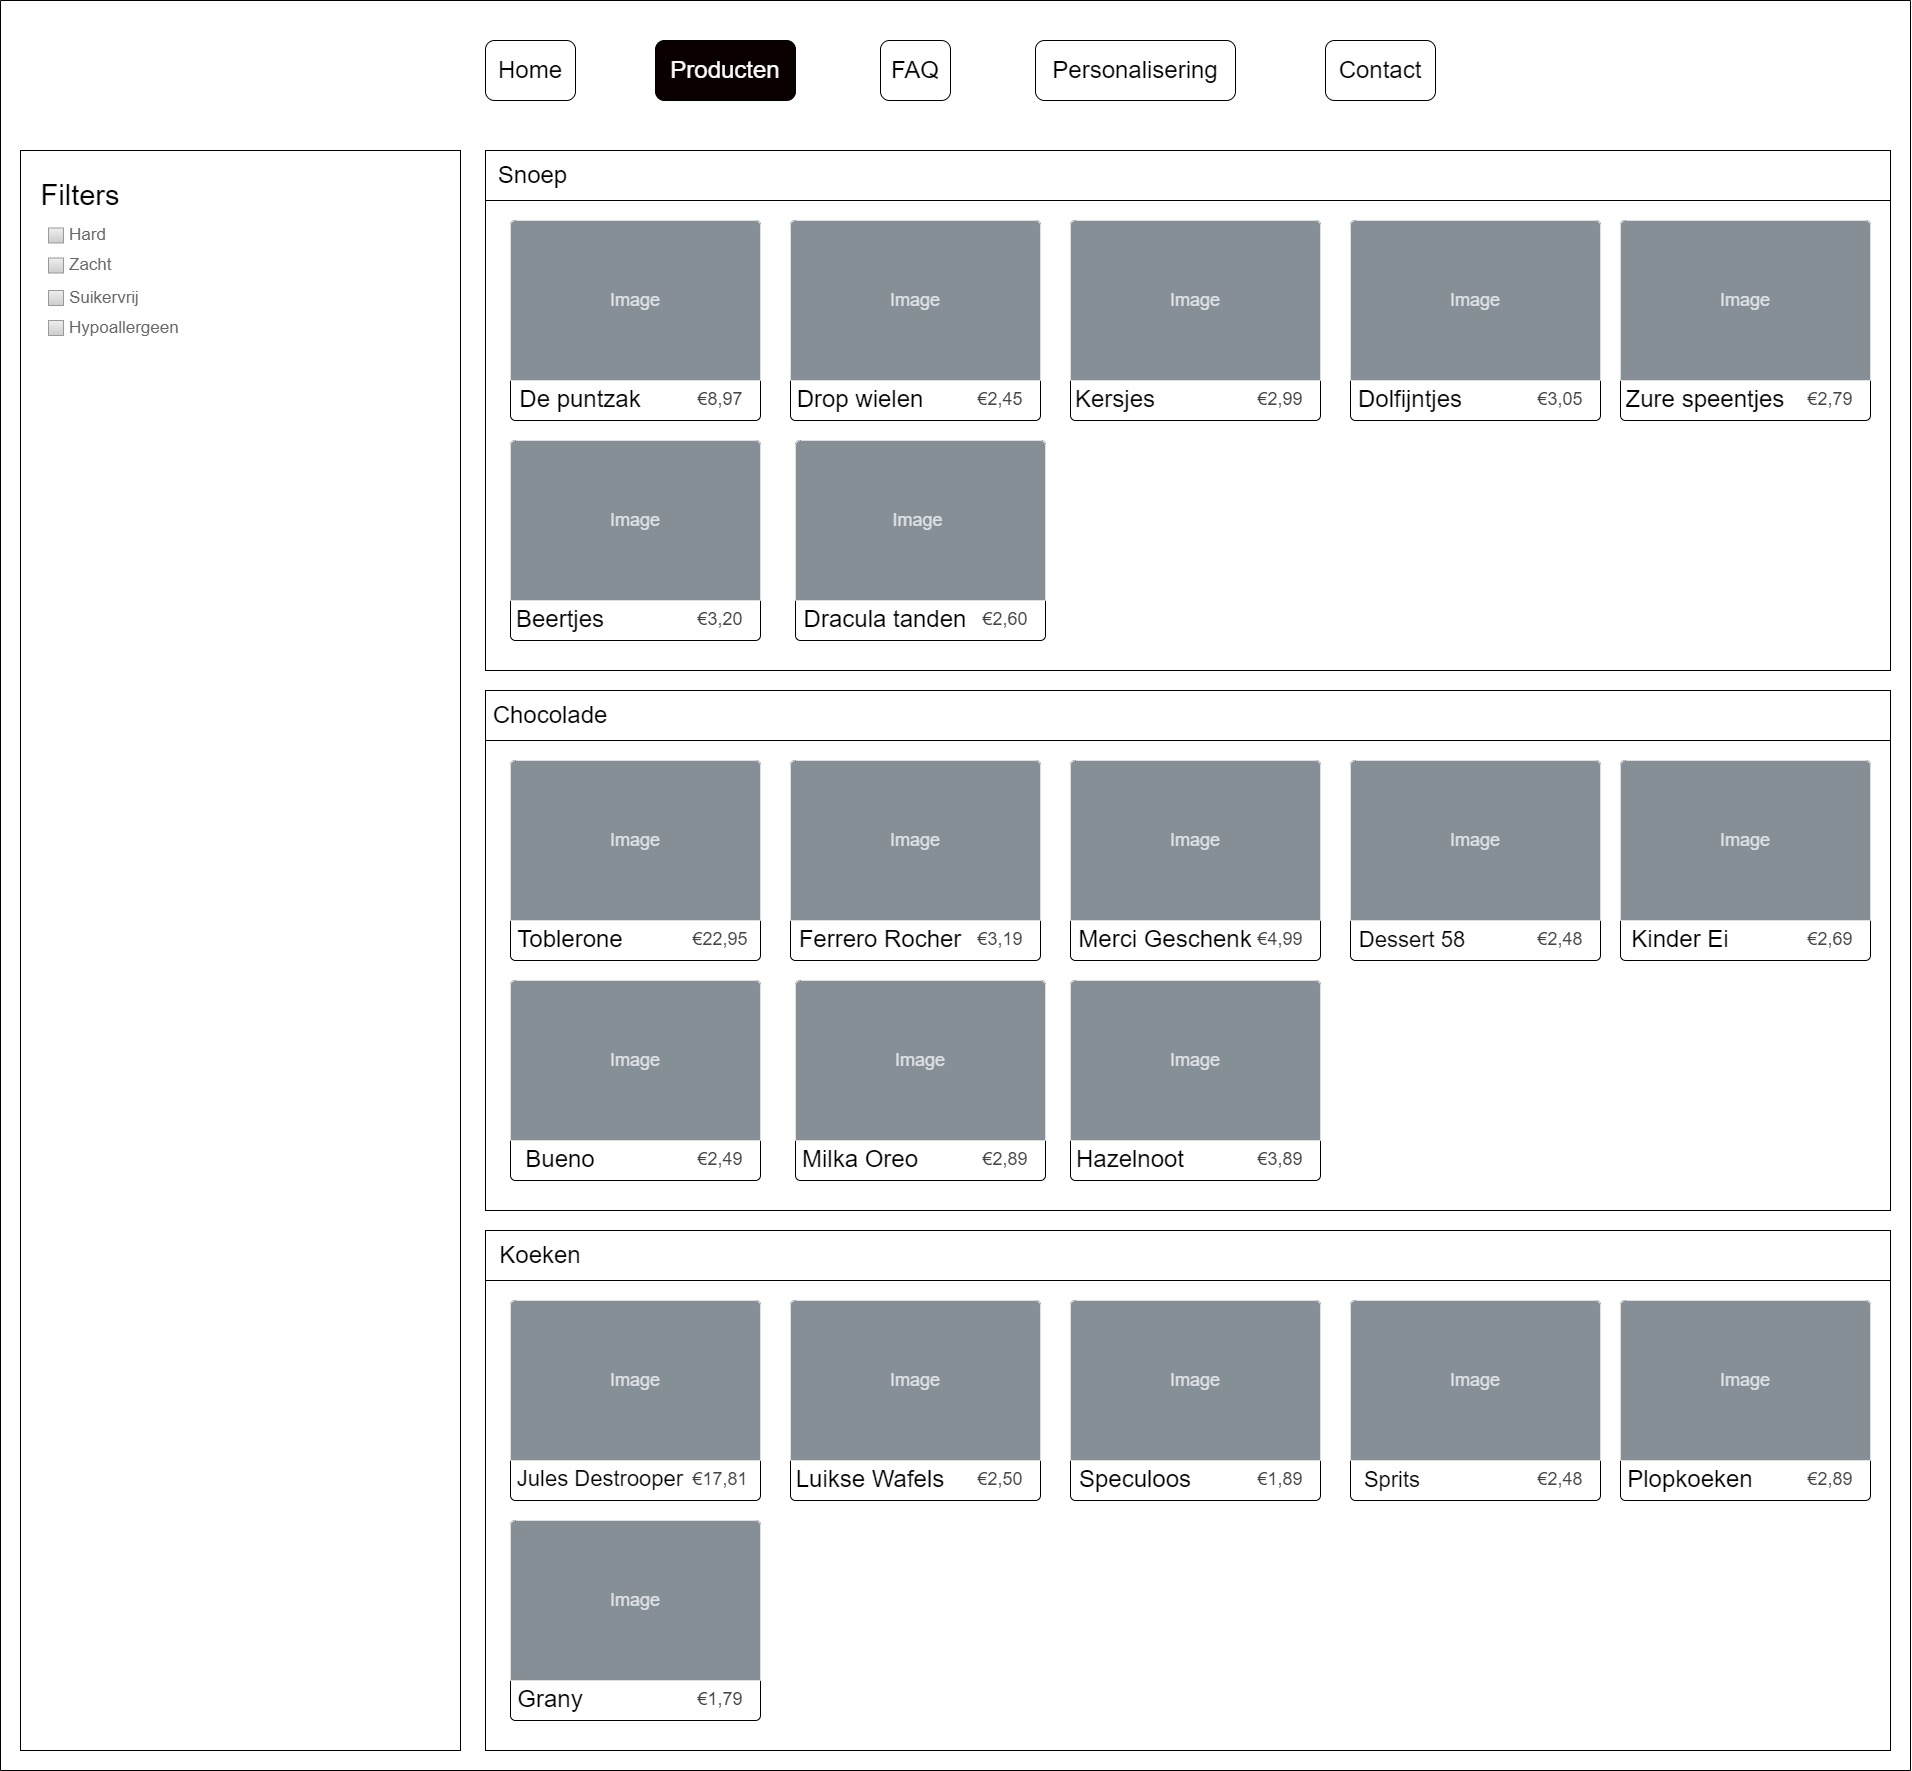 Home Producten FAQ Personalisering Contact
Filters
Hard
Zacht
Suikervrij
Hypoallergeen
Snoep
Image Image Image Image Image
De puntzak €8,97 Drop wielen €2,45 Kersjes €2,99 Dolfijntjes €3,05 Zure speentjes €2,79
Image Image
Beertjes €3,20 Dracula tanden €2,60
Chocolade
Image Image Image Image Image
Toblerone €22,95 Ferrero Rocher €3,19 Merci Geschenk €4,99 Dessert 58 €2,48 Kinder Ei €2,69
Image Image Image
Bueno €2,49 Milka Oreo €2,89 Hazelnoot €3,89
Koeken
Image Image Image Image Image
Jules Destrooper €17,81 Luikse Wafels €2,50 Speculoos €1,89 Sprits €2,48 Plopkoeken €2,89
Image
Grany €1,79